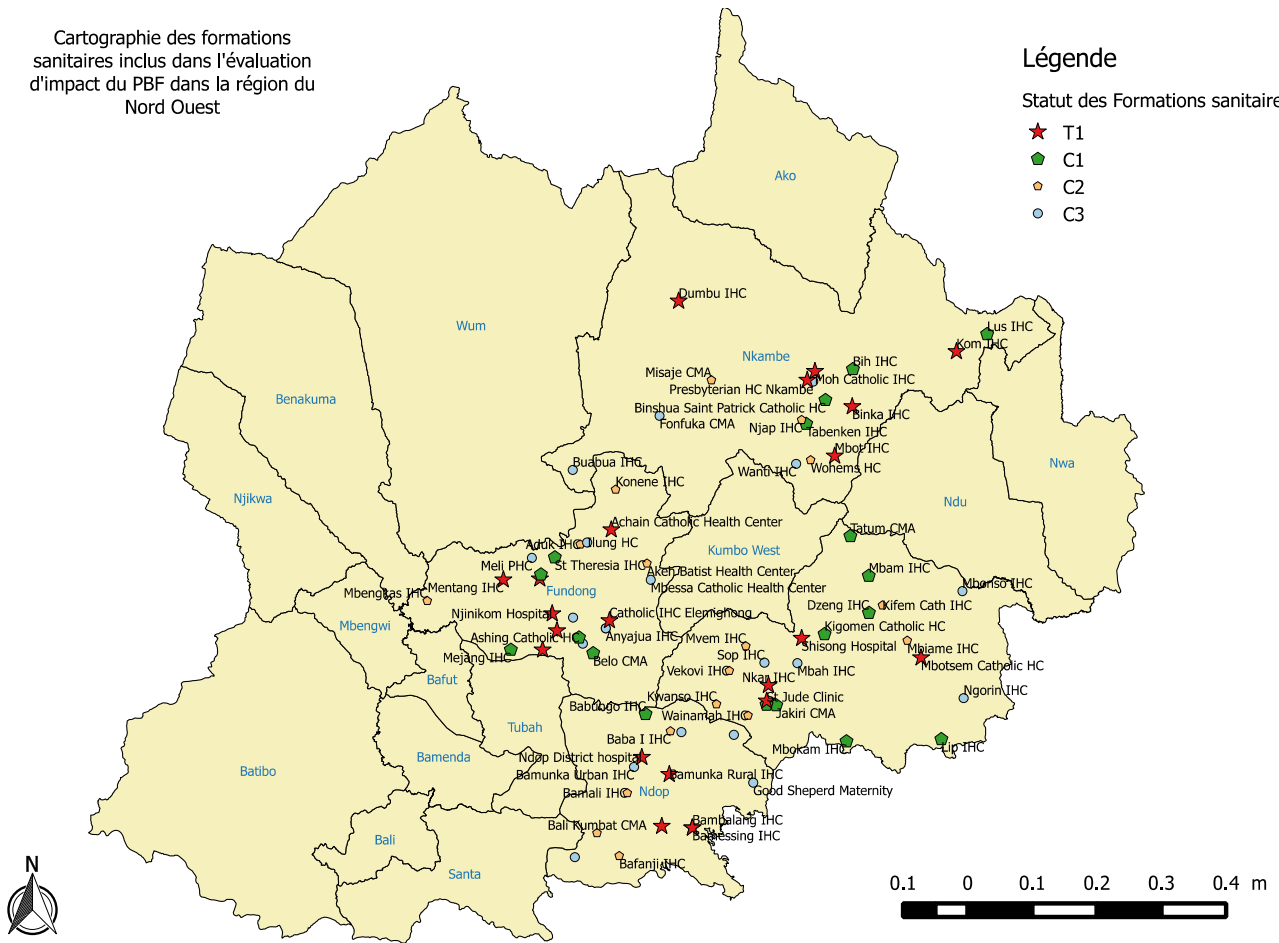 Cartographie des formations
sanitaires inclus dans l'évaluation
d'impact du PBF dans la région du
Nord Ouest
Légende
Statut des Formations sanitaire
T1
C1
C2
C3
Ako
Dumbu IHC
Wum
Lus IHC
Kom IHC
Nkambe
Bih IHC
Misaje CMA
Moh Catholic IHC
Presbyterian HC Nkambe
Benakuma
Binshua Saint Patrick Catholic HC
Binka IHC
Fonfuka CMA
Njap IHC
Tabenken IHC
Mbot IHC
Buabua IHC
Wanti IHC
Wohems HC
Nwa
Konene IHC
Njikwa
Ndu
Achain Catholic Health Center
Tatum CMA
Aduk IHC
Ilung HC
Kumbo West
Meli PHC
St Theresia IHC
Akeh Batist Health Center
Mbam IHC
Mentang IHC
Mbessa Catholic Health Center
Mbonso IHC
Mbengkas IHC
Fundong
Dzeng IHC
Kifem Cath IHC
Njinikom Hospital
Catholic IHC Elemighong
Mbengwi
Kigomen Catholic HC
Ashing Catholic HC
Anyajua IHC
Mvem IHC
Shisong Hospital
Mbiame IHC
Mejang IHC
Belo CMA
Sop IHC
Mbotsem Catholic HC
Bafut
Vekovi IHC
Mbah IHC
Nkar IHC
Ngorin IHC
Kwanso IHC
St Jude Clinic
Babungo IHC
Wainamah IHC
Jakiri CMA
Tubah
Baba I IHC
Mbokam IHC
Lip IHC
Bamenda
Ndop District hospital
Batibo
Bamunka Urban IHC
Bamunka Rural IHC
Bamali IHC
Ndop
Good Sheperd Maternity
Bali Kumbat CMA
Bambalang IHC
Bali
Bamessing IHC
Bafanji IHC
Santa
N
0.1 0 0.1 0.2 0.3 0.4 m